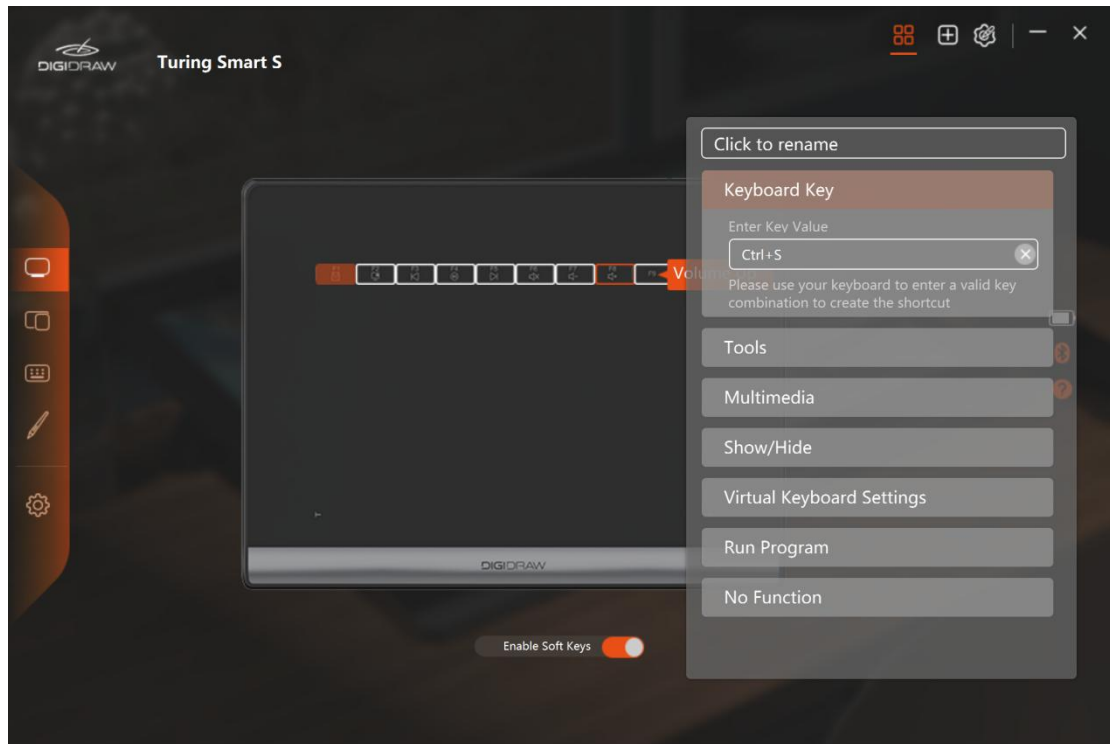 DIGIDRAW
Turing Smart S
Click to rename
Keyboard Key
Enter Key Value
Ctrl+S
Please use your keyboard to enter a valid key
combination to create the shortcut
Tools
Multimedia
Show/Hide
Virtual Keyboard Settings
Run Program
No Function
DIGIDRAW
Enable Soft Keys